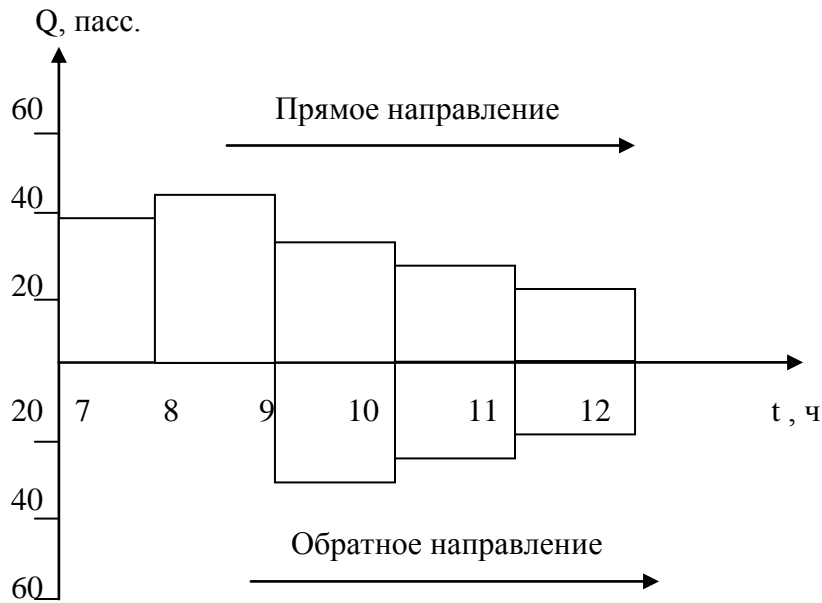 Q, пасс.
60
Прямое направление
40
20
20 7 8 9 10 11 12 t , ч
40
Обратное направление
60